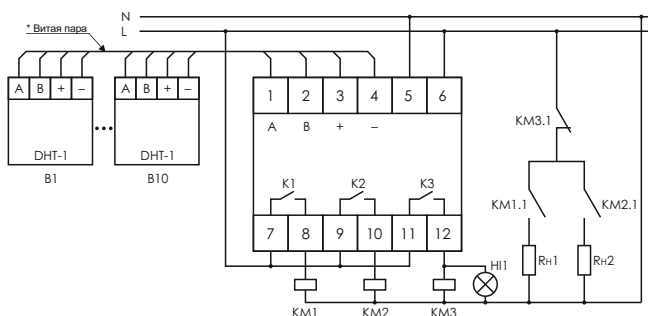 N
L
* Витая пара
A B + – A B + –
DHT-1 DHT-1
B1 B10
1 2 3 4 5 6
A B + –
K1 K2 K3
7 8 9 10 11 12
KM3.1
KM1.1 KM2.1
RH1 RH2
HI1
KM1 KM2 KM3